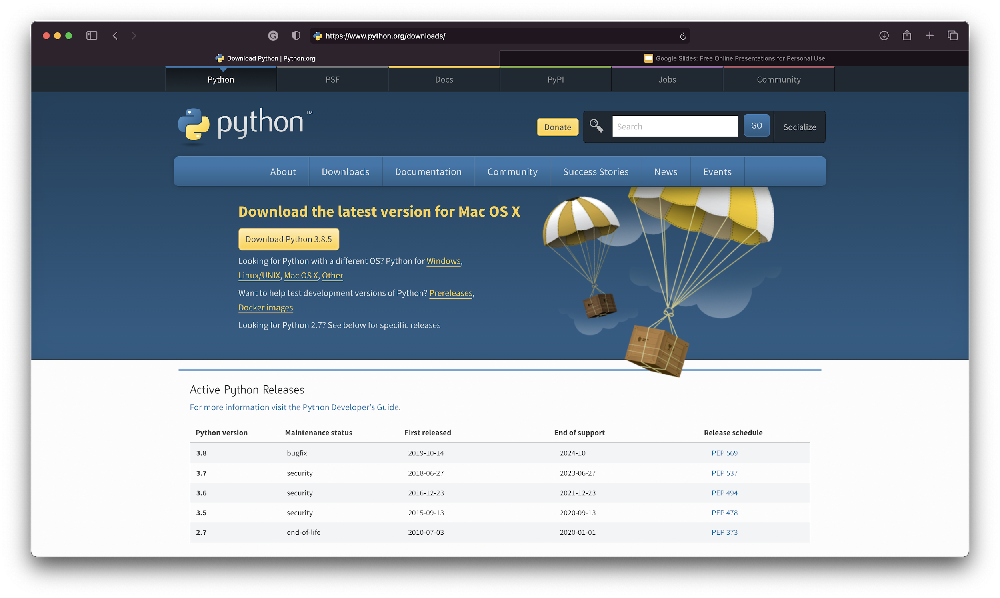 https://www.python.org/downloads/
Download Python | Python.org
Google Slides: Free Online Presentations for Personal Use
Python PSF Docs PyPI Jobs Community
python™
Donate Search GO Socialize
About Downloads Documentation Community Success Stories News Events
Download the latest version for Mac OS X
Download Python 3.8.5
Looking for Python with a different OS? Python for Windows,
Linux/UNIX, Mac OS X, Other
Want to help test development versions of Python? Prereleases,
Docker images
Looking for Python 2.7? See below for specific releases
Active Python Releases
For more information visit the Python Developer's Guide.
Python version Maintenance status First released End of support Release schedule
3.8 bugfix 2019-10-14 2024-10 PEP 569
3.7 security 2018-06-27 2023-06-27 PEP 537
3.6 security 2016-12-23 2021-12-23 PEP 494
3.5 security 2015-09-13 2020-09-13 PEP 478
2.7 end-of-life 2010-07-03 2020-01-01 PEP 373